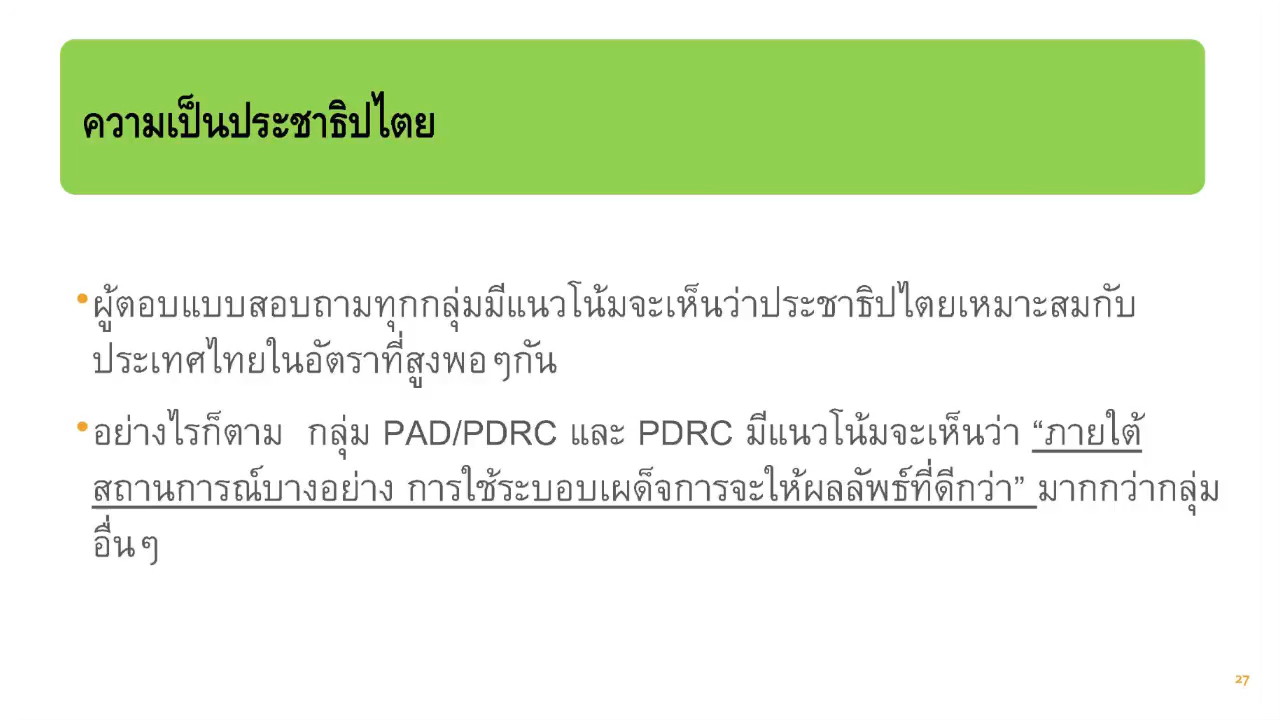 ความเป็นประชาธิปไตย
•ผู้ตอบแบบสอบถามทุกกลุ่มมีแนวโน้มจะเห็นว่าประชาธิปไตยเหมาะสมกับ
ประเทศไทยในอัตราที่สูงพอๆกัน
•อย่างไรก็ตาม กลุ่ม PAD/PDRC และ PDRC มีแนวโน้มจะเห็นว่า “ภายใต้
สถานการณ์บางอย่าง การใช้ระบอบเผด็จการจะให้ผลลัพธ์ที่ดีกว่า” มากกว่ากลุ่ม
อื่นๆ
27